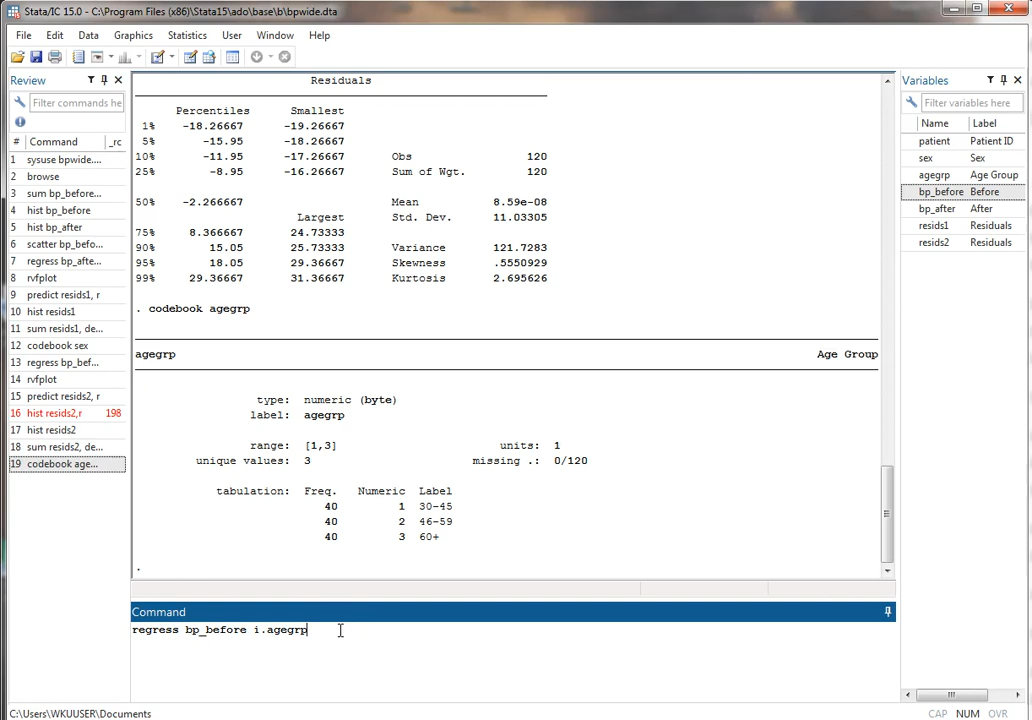 Stata/IC 15.0 - C:\Program Files (x86)\Stata15\ado\base\b\bpwide.dta
File Edit Data Graphics Statistics User Window Help
Review
Filter commands he
# Command _rc
1 sysuse bpwide....
2 browse
3 sum bp_before...
4 hist bp_before
5 hist bp_after
6 scatter bp_befo...
7 regress bp_afte...
8 rvfplot
9 predict resids1, r
10 hist resids1
11 sum resids1, de...
12 codebook sex
13 regress bp_bef...
14 rvfplot
15 predict resids2, r
16 hist resids2,r 198
17 hist resids2
18 sum resids2, de...
19 codebook age...
Residuals
Percentiles Smallest
1% -18.26667 -19.26667
5% -15.95 -18.26667
10% -11.95 -17.26667 Obs 120
25% -8.95 -16.26667 Sum of Wgt. 120
50% -2.266667 Mean 8.59e-08
Largest Std. Dev. 11.03305
75% 8.366667 24.73333
90% 15.05 25.73333 Variance 121.7283
95% 18.05 29.36667 Skewness .5550929
99% 29.36667 31.36667 Kurtosis 2.695626
. codebook agegrp
agegrp Age Group
type: numeric (byte)
label: agegrp
range: [1,3] units: 1
unique values: 3 missing .: 0/120
tabulation: Freq. Numeric Label
40 1 30-45
40 2 46-59
40 3 60+
.
Command
regress bp_before i.agegrp
Variables
Filter variables here
Name Label
patient Patient ID
sex Sex
agegrp Age Group
bp_before Before
bp_after After
resids1 Residuals
resids2 Residuals
C:\Users\WKUUSER\Documents
CAP NUM OVR